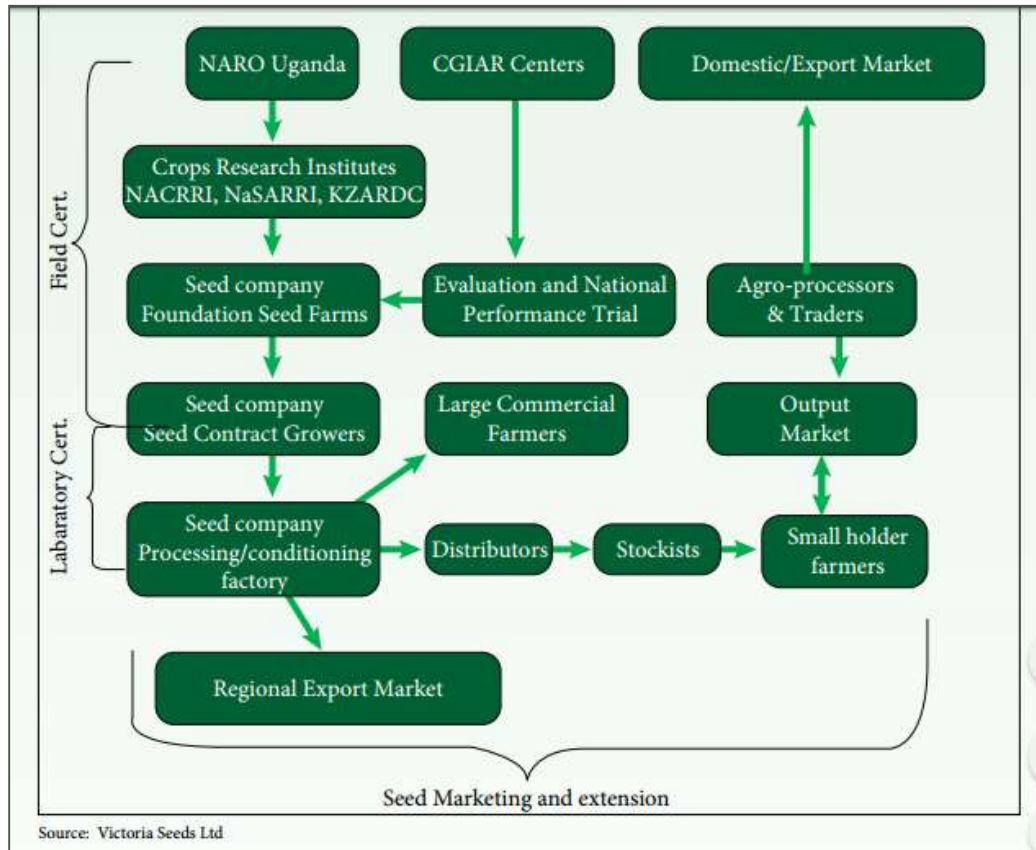 NARO Uganda
CGIAR Centers
Domestic/Export Market
Crops Research Institutes
NACRRI, NaSARRI, KZARDC
Field Cert.
Seed company
Foundation Seed Farms
Evaluation and National
Performance Trial
Agro-processors
& Traders
Seed company
Seed Contract Growers
Large Commercial
Farmers
Output
Market
Labaratory Cert.
Seed company
Processing/conditioning
factory
Distributors
Stockists
Small holder
farmers
Regional Export Market
Seed Marketing and extension
Source: Victoria Seeds Ltd